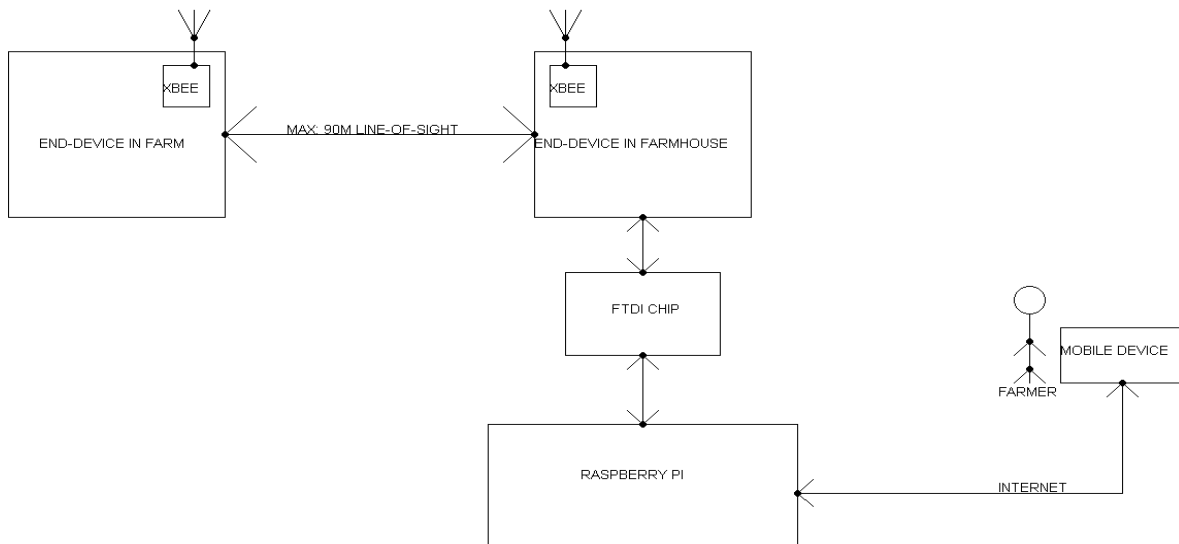 XBEE
XBEE
MAX: 90M LINE-OF-SIGHT
END-DEVICE IN FARM
END-DEVICE IN FARMHOUSE
FTDI CHIP
MOBILE DEVICE
FARMER
RASPBERRY PI
INTERNET